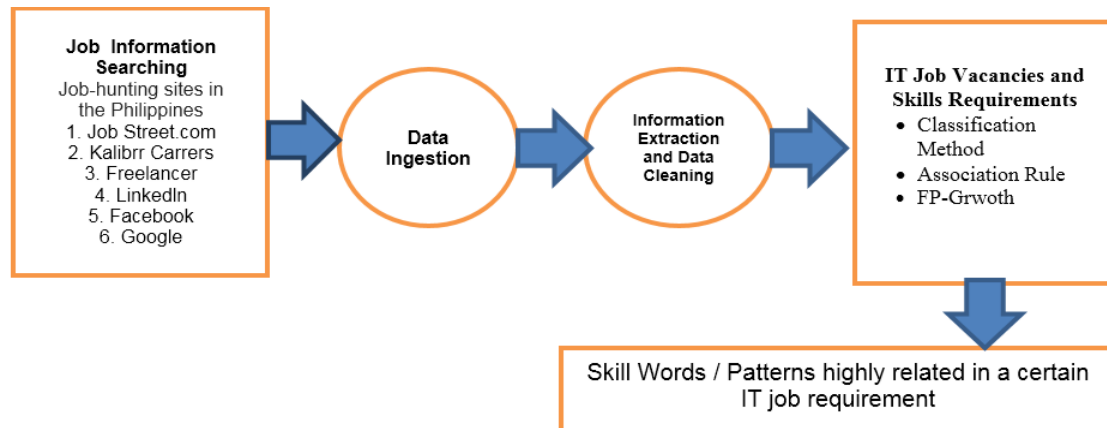 Job Information
Searching
Job-hunting sites in
the Philippines
1. Job Street.com
2. Kalibrr Carrers
3. Freelancer
4. LinkedIn
5. Facebook
6. Google
Data
Ingestion
Information
Extraction
and Data
Cleaning
IT Job Vacancies and
Skills Requirements
• Classification
Method
• Association Rule
• FP-Grwoth
Skill Words / Patterns highly related in a certain
IT job requirement